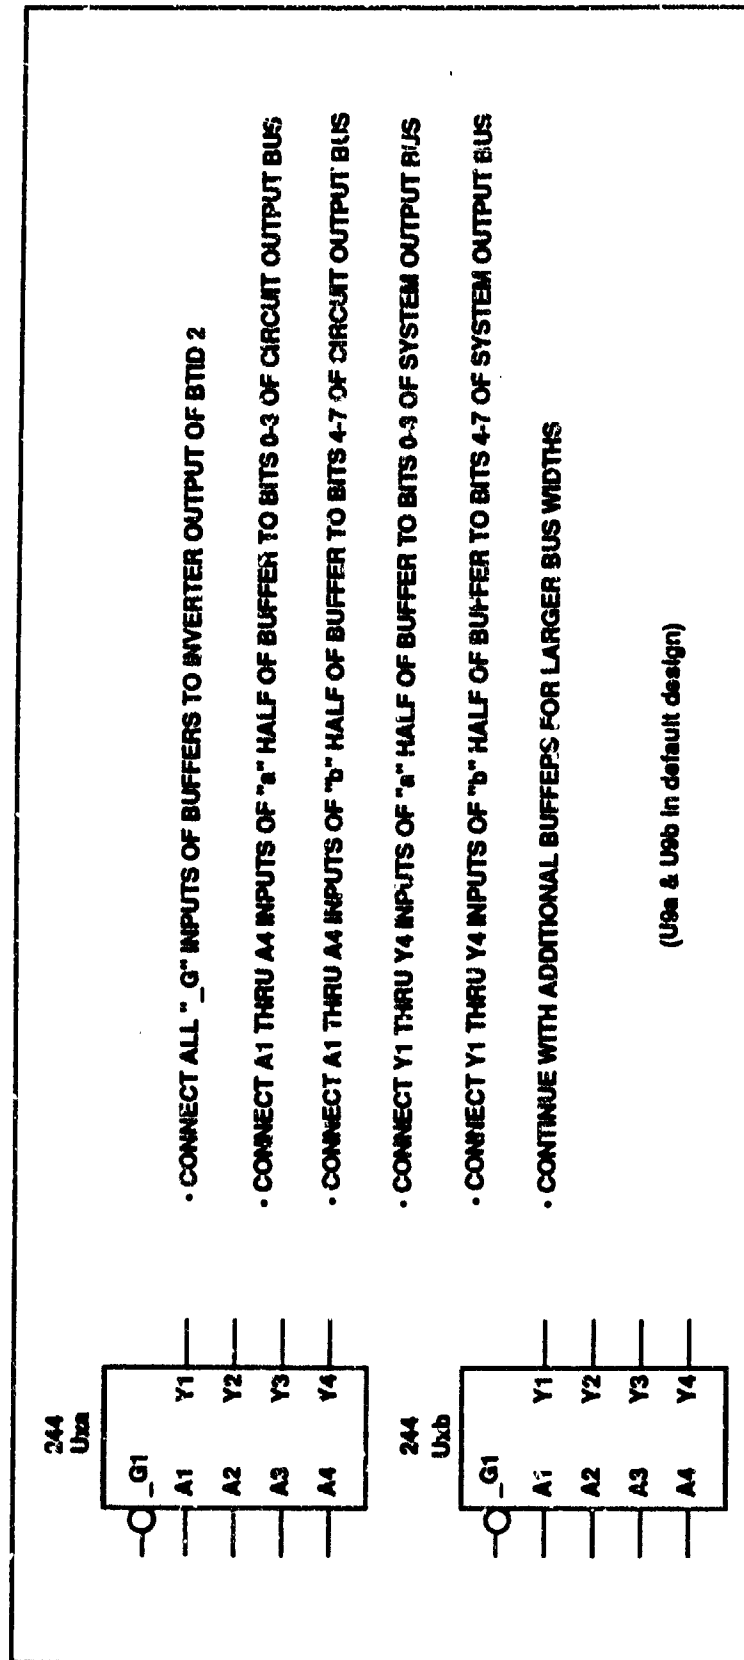 244
Uxa
_G1
A1 Y1
A2 Y2
A3 Y3
A4 Y4
244
Uxb
_G1
A1 Y1
A2 Y2
A3 Y3
A4 Y4
• CONNECT ALL "_G" INPUTS OF BUFFERS TO INVERTER OUTPUT OF BTID 2
• CONNECT A1 THRU A4 INPUTS OF "a" HALF OF BUFFER TO BITS 0-3 OF CIRCUIT OUTPUT BUS
• CONNECT A1 THRU A4 INPUTS OF "b" HALF OF BUFFER TO BITS 4-7 OF CIRCUIT OUTPUT BUS
• CONNECT Y1 THRU Y4 INPUTS OF "a" HALF OF BUFFER TO BITS 0-3 OF SYSTEM OUTPUT BUS
• CONNECT Y1 THRU Y4 INPUTS OF "b" HALF OF BUFFER TO BITS 4-7 OF SYSTEM OUTPUT BUS
• CONTINUE WITH ADDITIONAL BUFFERS FOR LARGER BUS WIDTHS
(U9a & U9b in default design)